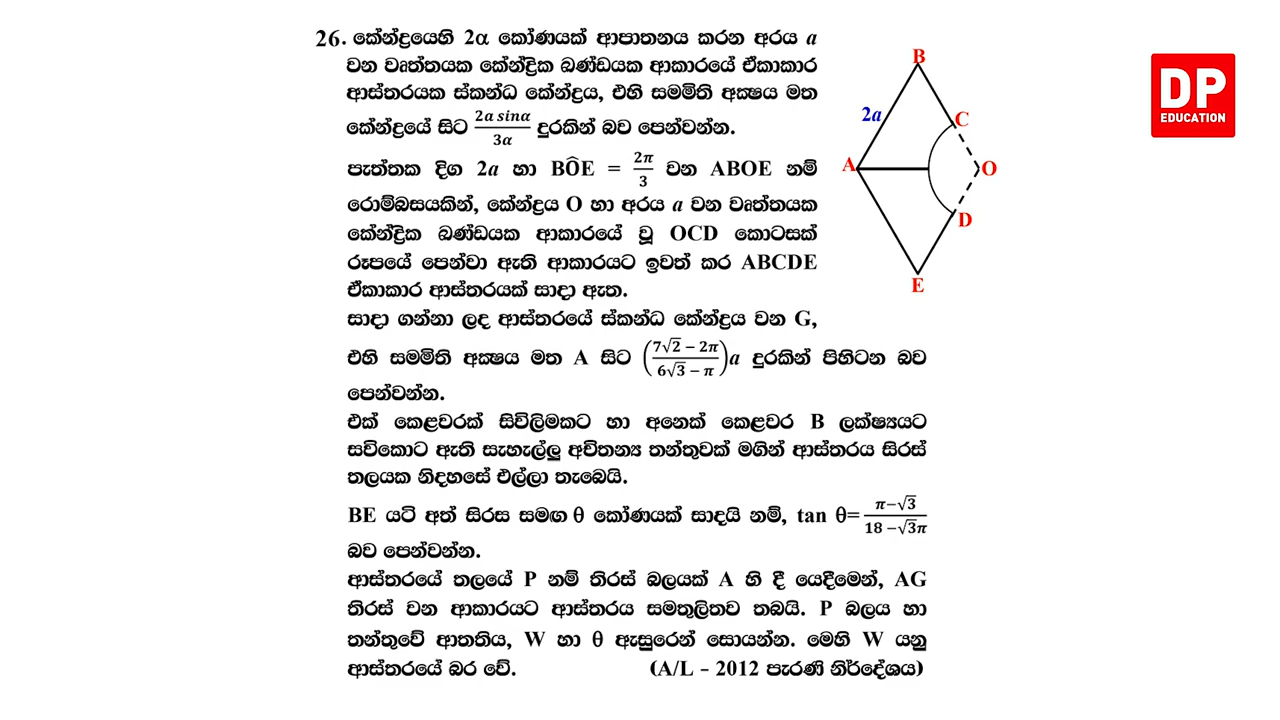 26. කේන්ද්‍රයෙහි 2α කෝණයක් ආපාතනය කරන අරය a
වන වෘත්තයක කේන්ද්‍රික ඛණ්ඩයක ආකාරයේ ඒකාකාර
ආස්තරයක ස්කන්ධ කේන්ද්‍රය, එහි සමමිති අක්‍ෂය මත
කේන්ද්‍රයේ සිට 2a sinα / 3α දුරකින් බව පෙන්වන්න.
පැත්තක දිග 2a හා BÔE = 2π/3 වන ABOE නම්
රොම්බසයකින්, කේන්ද්‍රය O හා අරය a වන වෘත්තයක
කේන්ද්‍රික ඛණ්ඩයක ආකාරයේ වූ OCD කොටසක්
රූපයේ පෙන්වා ඇති ආකාරයට ඉවත් කර ABCDE
ඒකාකාර ආස්තරයක් සාදා ඇත.
සාදා ගන්නා ලද ආස්තරයේ ස්කන්ධ කේන්ද්‍රය වන G,
එහි සමමිති අක්‍ෂය මත A සිට (7√2 − 2π / 6√3 − π)a දුරකින් පිහිටන බව
පෙන්වන්න.
එක් කෙළවරක් සිවිලිමකට හා අනෙක් කෙළවර B ලක්ෂ්‍යයට
සවිකොට ඇති සැහැල්ලු අවිතන්‍ය තන්තුවක් මගින් ආස්තරය සිරස්
තලයක නිදහසේ එල්ලා තැබෙයි.
BE යටි අත් සිරස සමඟ θ කෝණයක් සාදයි නම්, tan θ= π−√3 / 18 −√3π
බව පෙන්වන්න.
ආස්තරයේ තලයේ P නම් තිරස් බලයක් A හි දී යෙදීමෙන්, AG
තිරස් වන ආකාරයට ආස්තරය සමතුලිතව තබයි. P බලය හා
තන්තුවේ ආතතිය, W හා θ ඇසුරෙන් සොයන්න. මෙහි W යනු
ආස්තරයේ බර වේ. (A/L - 2012 පැරණි නිර්දේශය)
B
2a
C
A
O
D
E
DP
EDUCATION